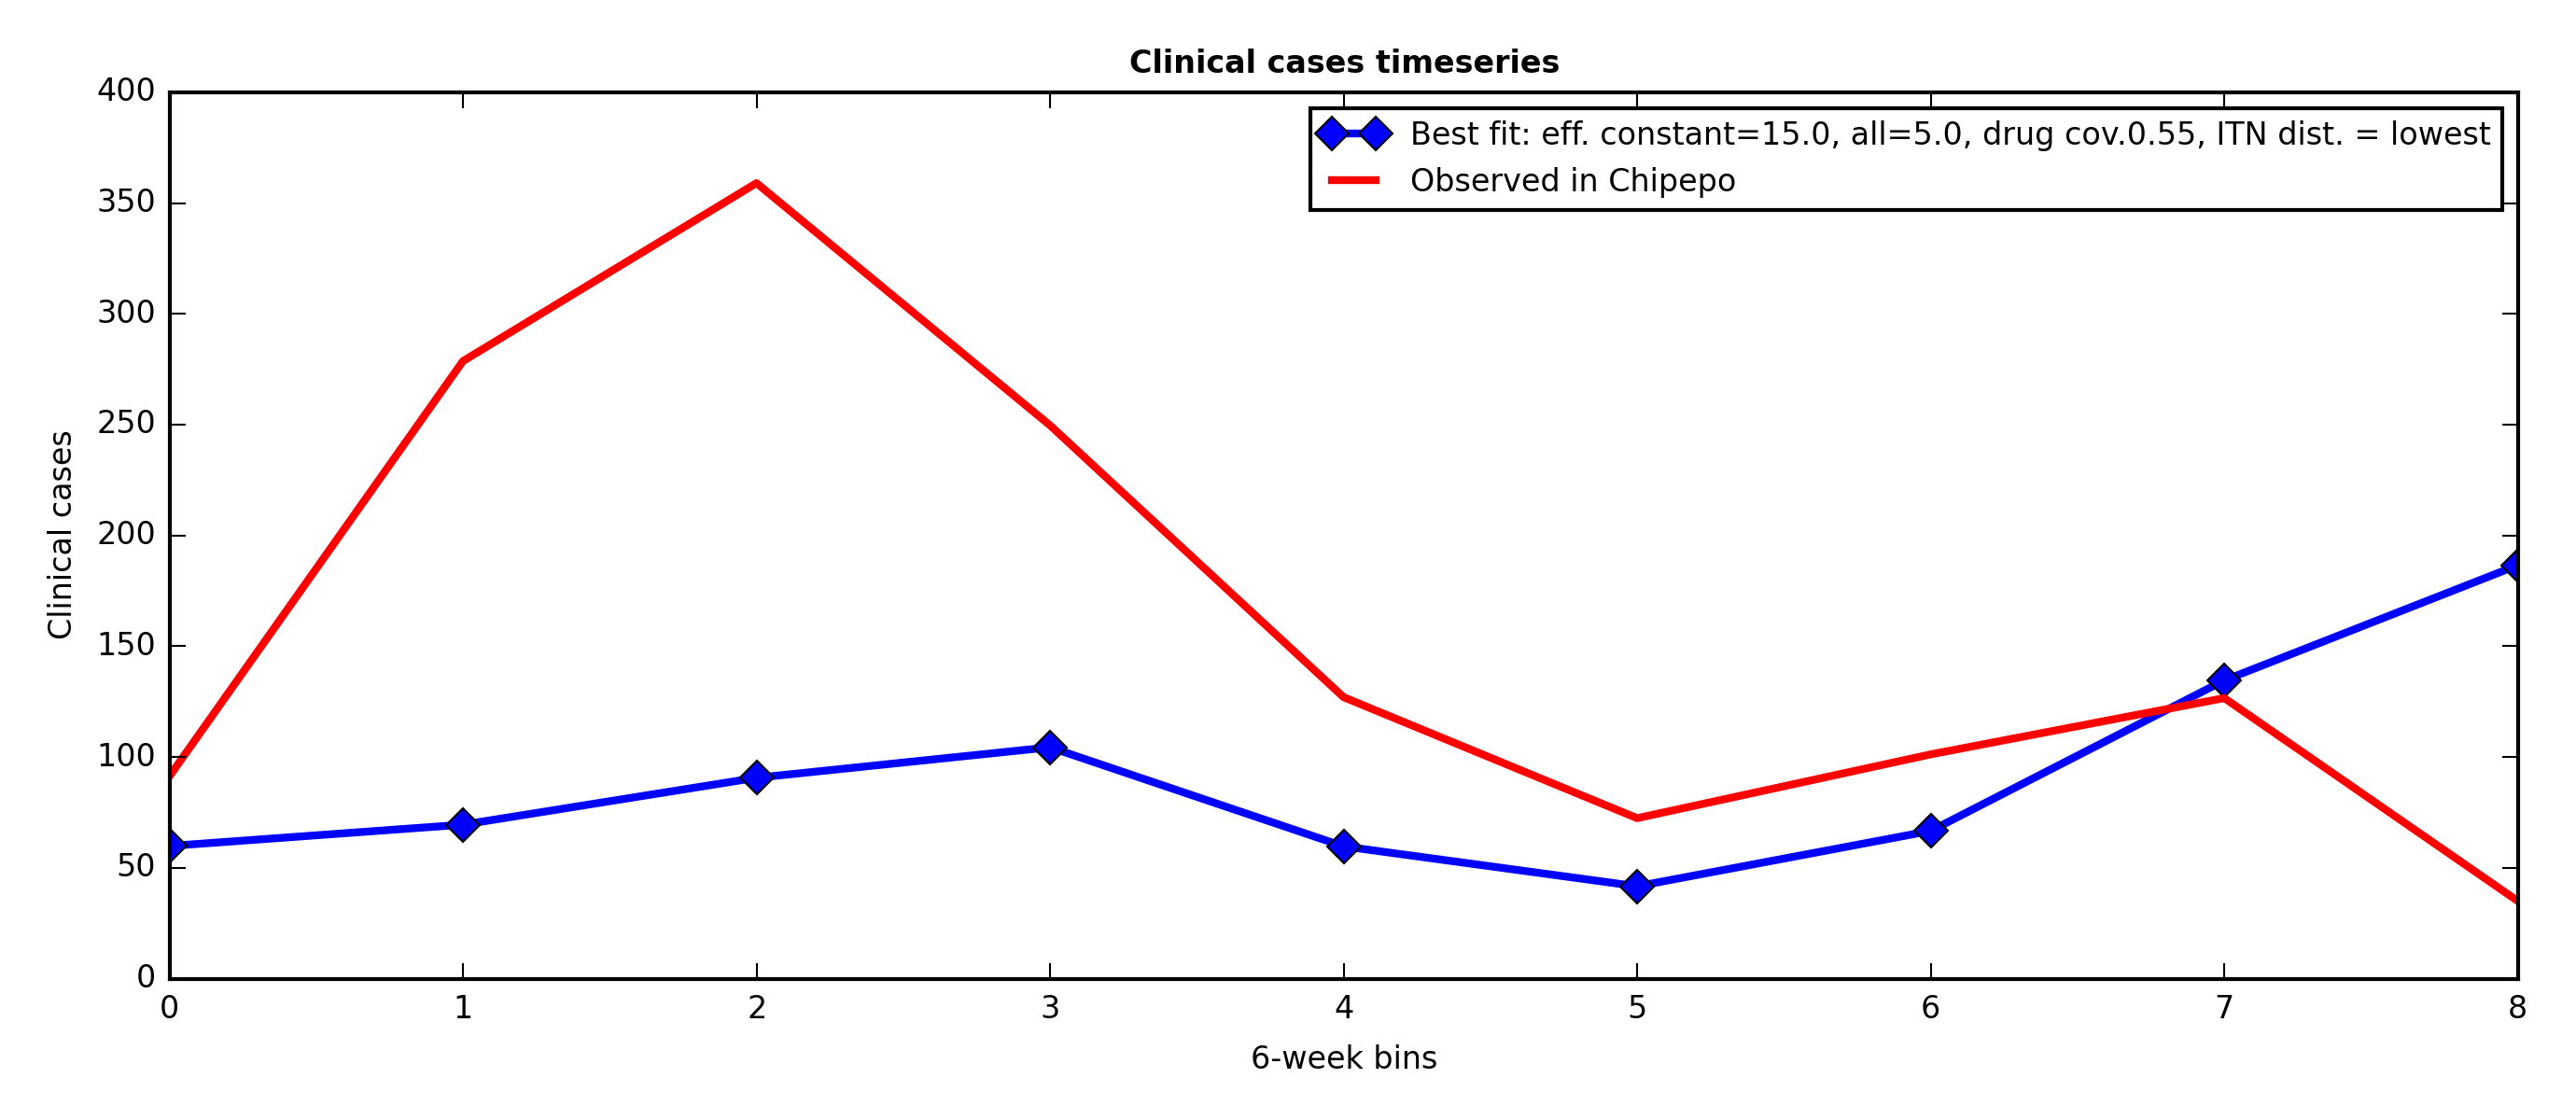 Clinical cases timeseries
400
350
300
250
200
150
100
50
0
Clinical cases
Best fit: eff. constant=15.0, all=5.0, drug cov.0.55, ITN dist. = lowest
Observed in Chipepo
0 1 2 3 4 5 6 7 8
6-week bins